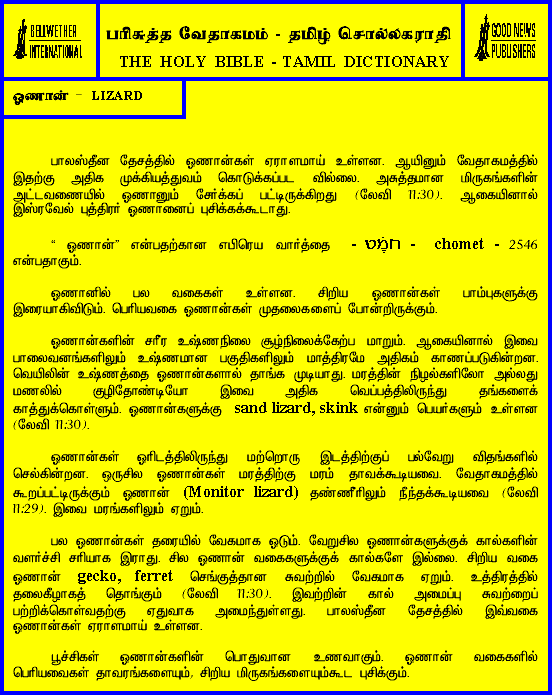 BELLWETHER
INTERNATIONAL
பரிசுத்த வேதாகமம் - தமிழ் சொல்லகராதி
THE HOLY BIBLE - TAMIL DICTIONARY
GOOD NEWS
PUBLISHERS
ஓணான் - LIZARD
பாலஸ்தீன தேசத்தில் ஓணான்கள் ஏராளமாய் உள்ளன. ஆயினும் வேதாகமத்தில்
இதற்கு அதிக முக்கியத்துவம் கொடுக்கப்பட வில்லை. அசுத்தமான மிருகங்களின்
அட்டவணையில் ஓணானும் சேர்க்கப் பட்டிருக்கிறது (லேவி 11:30). ஆகையினால்
இஸ்ரவேல் புத்திரர் ஓணானைப் புசிக்கக்கூடாது.
“ ஓணான்” என்பதற்கான எபிரெய வார்த்தை - חֹמֶט - chomet - 2546
என்பதாகும்.
ஓணானில் பல வகைகள் உள்ளன. சிறிய ஓணான்கள் பாம்புகளுக்கு
இரையாகிவிடும். பெரியவகை ஓணான்கள் முதலைகளைப் போன்றிருக்கும்.
ஓணான்களின் சரீர உஷ்ணநிலை சூழ்நிலைக்கேற்ப மாறும். ஆகையினால் இவை
பாலைவனங்களிலும் உஷ்ணமான பகுதிகளிலும் மாத்திரமே அதிகம் காணப்படுகின்றன.
வெயிலின் உஷ்ணத்தை ஓணான்களால் தாங்க முடியாது. மரத்தின் நிழல்களிலோ அல்லது
மணலில் குழிதோண்டியோ இவை அதிக வெப்பத்திலிருந்து தங்களைக்
காத்துக்கொள்ளும். ஓணான்களுக்கு sand lizard, skink என்னும் பெயர்களும் உள்ளன
(லேவி 11:30).
ஓணான்கள் ஓரிடத்திலிருந்து மற்றொரு இடத்திற்குப் பல்வேறு விதங்களில்
செல்கின்றன. ஒருசில ஓணான்கள் மரத்திற்கு மரம் தாவக்கூடியவை. வேதாகமத்தில்
கூறப்பட்டிருக்கும் ஓணான் (Monitor lizard) தண்ணீரிலும் நீந்தக்கூடியவை (லேவி
11:29). இவை மரங்களிலும் ஏறும்.
பல ஓணான்கள் தரையில் வேகமாக ஓடும். வேறுசில ஓணான்களுக்குக் கால்களின்
வளர்ச்சி சரியாக இராது. சில ஓணான் வகைகளுக்குக் கால்களே இல்லை. சிறிய வகை
ஓணான் gecko, ferret செங்குத்தான சுவற்றில் வேகமாக ஏறும். உத்திரத்தில்
தலைகீழாகத் தொங்கும் (லேவி 11:30). இவற்றின் கால் அமைப்பு சுவற்றைப்
பற்றிக்கொள்வதற்கு ஏதுவாக அமைந்துள்ளது. பாலஸ்தீன தேசத்தில் இவ்வகை
ஓணான்கள் ஏராளமாய் உள்ளன.
பூச்சிகள் ஓணான்களின் பொதுவான உணவாகும். ஓணான் வகைகளில்
பெரியவைகள் தாவரங்களையும், சிறிய மிருகங்களையும்கூட புசிக்கும்.